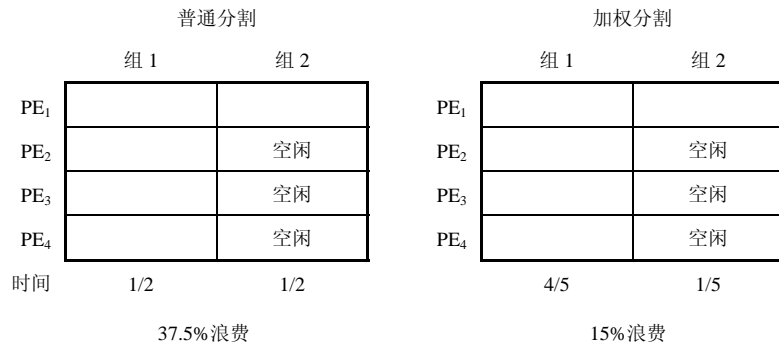 普通分割
组 1 组 2
PE₁
PE₂ 空闲
PE₃ 空闲
PE₄ 空闲
时间 1/2 1/2
37.5%浪费
加权分割
组 1 组 2
PE₁
PE₂ 空闲
PE₃ 空闲
PE₄ 空闲
4/5 1/5
15%浪费